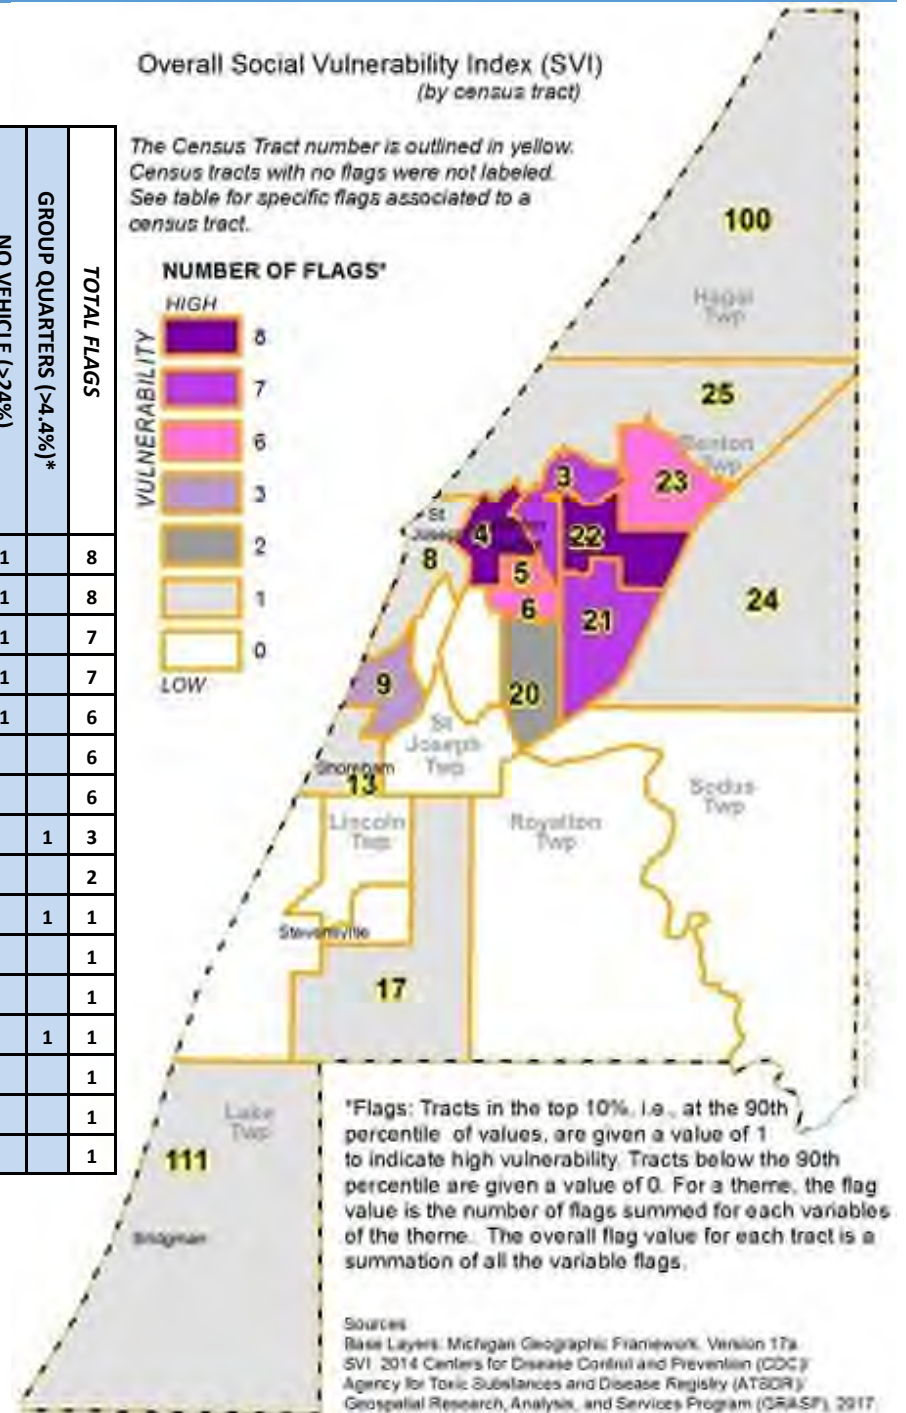 Overall Social Vulnerability Index (SVI)
(by census tract)
The Census Tract number is outlined in yellow.
Census tracts with no flags were not labeled.
See table for specific flags associated to a
census tract.
NO VEHICLE (>24%)
GROUP QUARTERS (>4.4%)*
TOTAL FLAGS
1 8
1 8
1 7
1 7
1 6
6
6
1 3
2
1 1
1
1
1 1
1
1
1
NUMBER OF FLAGS*
HIGH
VULNERABILITY
8
7
6
3
2
1
0
LOW
100
Hagar
Twp
25
Benton
Twp
3
23
St
Joseph
4
22
8
5
6
21
24
9
20
St
Joseph
Twp
Shoreham
13
Sodus
Twp
Lincoln
Twp
Royalton
Twp
Stevensville
17
Lake
Twp
111
Bridgman
*Flags: Tracts in the top 10%, i.e., at the 90th
percentile of values, are given a value of 1
to indicate high vulnerability. Tracts below the 90th
percentile are given a value of 0. For a theme, the flag
value is the number of flags summed for each variables
of the theme. The overall flag value for each tract is a
summation of all the variable flags.
Sources
Base Layers: Michigan Geographic Framework, Version 17a
SVI: 2014 Centers for Disease Control and Prevention (CDC)/
Agency for Toxic Substances and Disease Registry (ATSDR)/
Geospatial Research, Analysis, and Services Program (GRASP), 2017